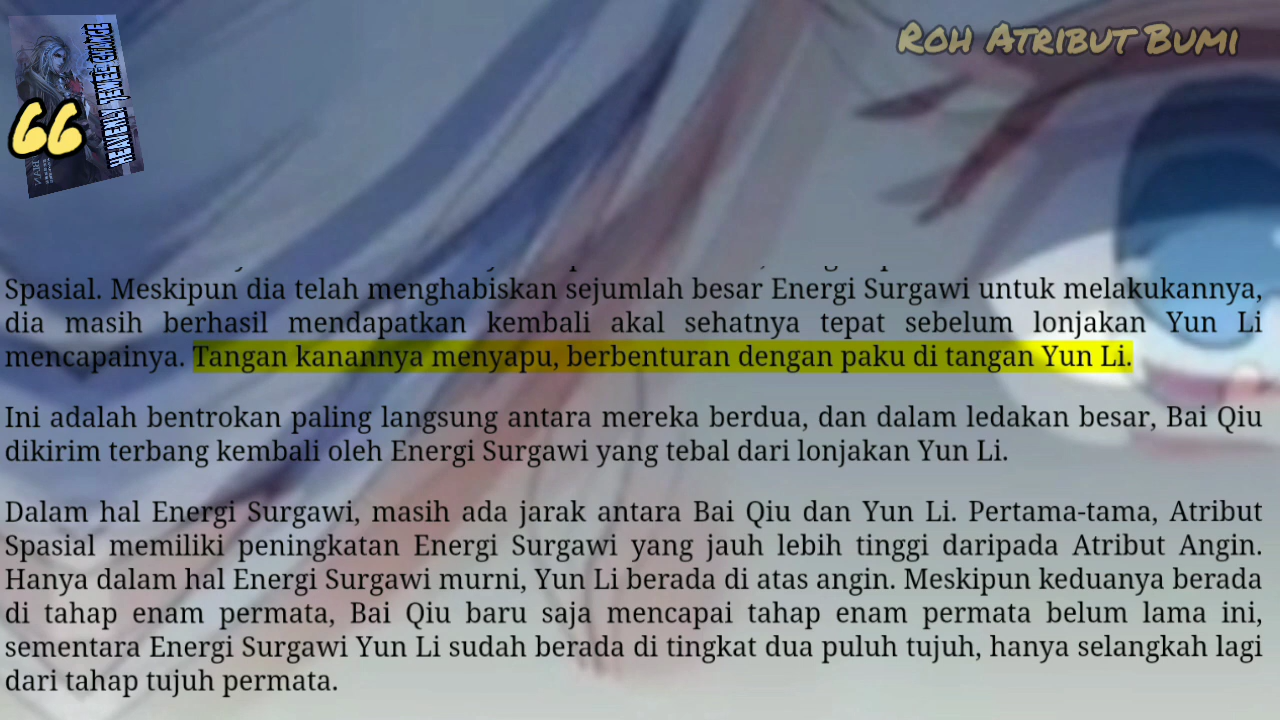 Roh Atribut Bumi
HEAVENLY JEWEL CHANGE
66
Spasial. Meskipun dia telah menghabiskan sejumlah besar Energi Surgawi untuk melakukannya,
dia masih berhasil mendapatkan kembali akal sehatnya tepat sebelum lonjakan Yun Li
mencapainya. Tangan kanannya menyapu, berbenturan dengan paku di tangan Yun Li.
Ini adalah bentrokan paling langsung antara mereka berdua, dan dalam ledakan besar, Bai Qiu
dikirim terbang kembali oleh Energi Surgawi yang tebal dari lonjakan Yun Li.
Dalam hal Energi Surgawi, masih ada jarak antara Bai Qiu dan Yun Li. Pertama-tama, Atribut
Spasial memiliki peningkatan Energi Surgawi yang jauh lebih tinggi daripada Atribut Angin.
Hanya dalam hal Energi Surgawi murni, Yun Li berada di atas angin. Meskipun keduanya berada
di tahap enam permata, Bai Qiu baru saja mencapai tahap enam permata belum lama ini,
sementara Energi Surgawi Yun Li sudah berada di tingkat dua puluh tujuh, hanya selangkah lagi
dari tahap tujuh permata.